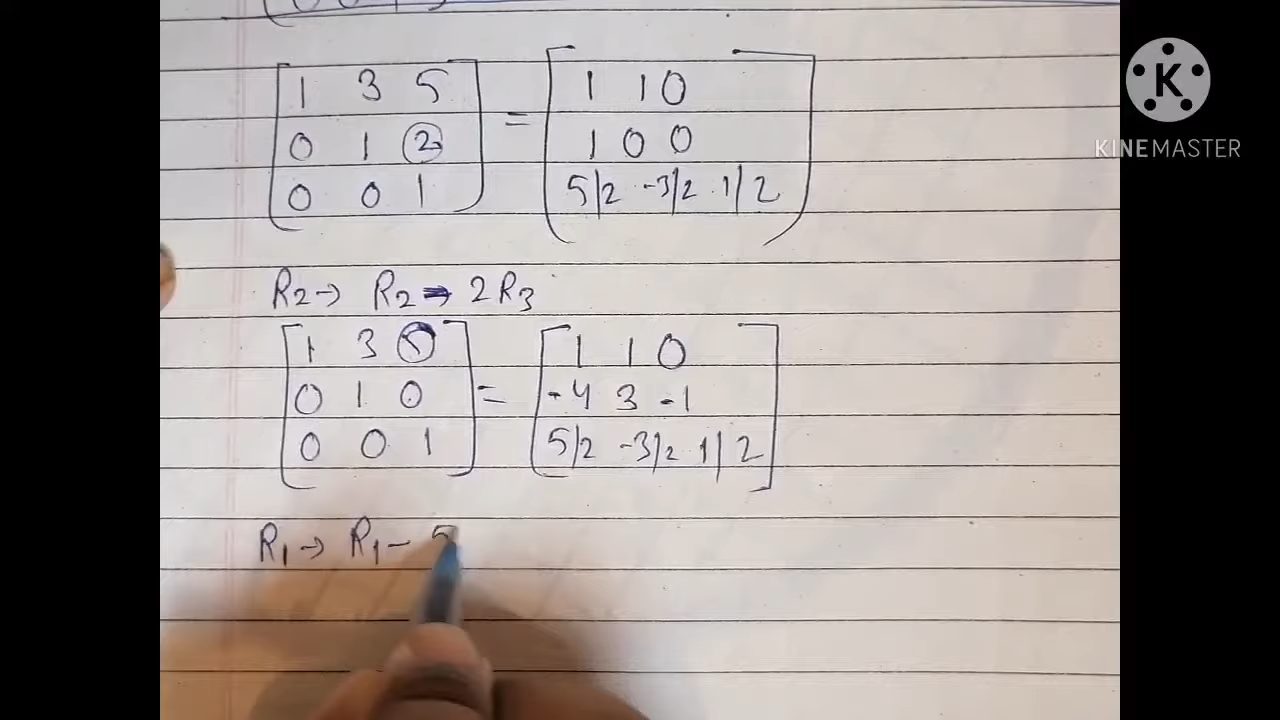 1 3 5 = 1 1 0
0 1 2 1 0 0
0 0 1 5/2 -3/2 1/2
R2→ R2 - 2R3
1 3 5 = 1 1 0
0 1 0 -4 3 -1
0 0 1 5/2 -3/2 1/2
R1→ R1 - 5
K
KINEMASTER